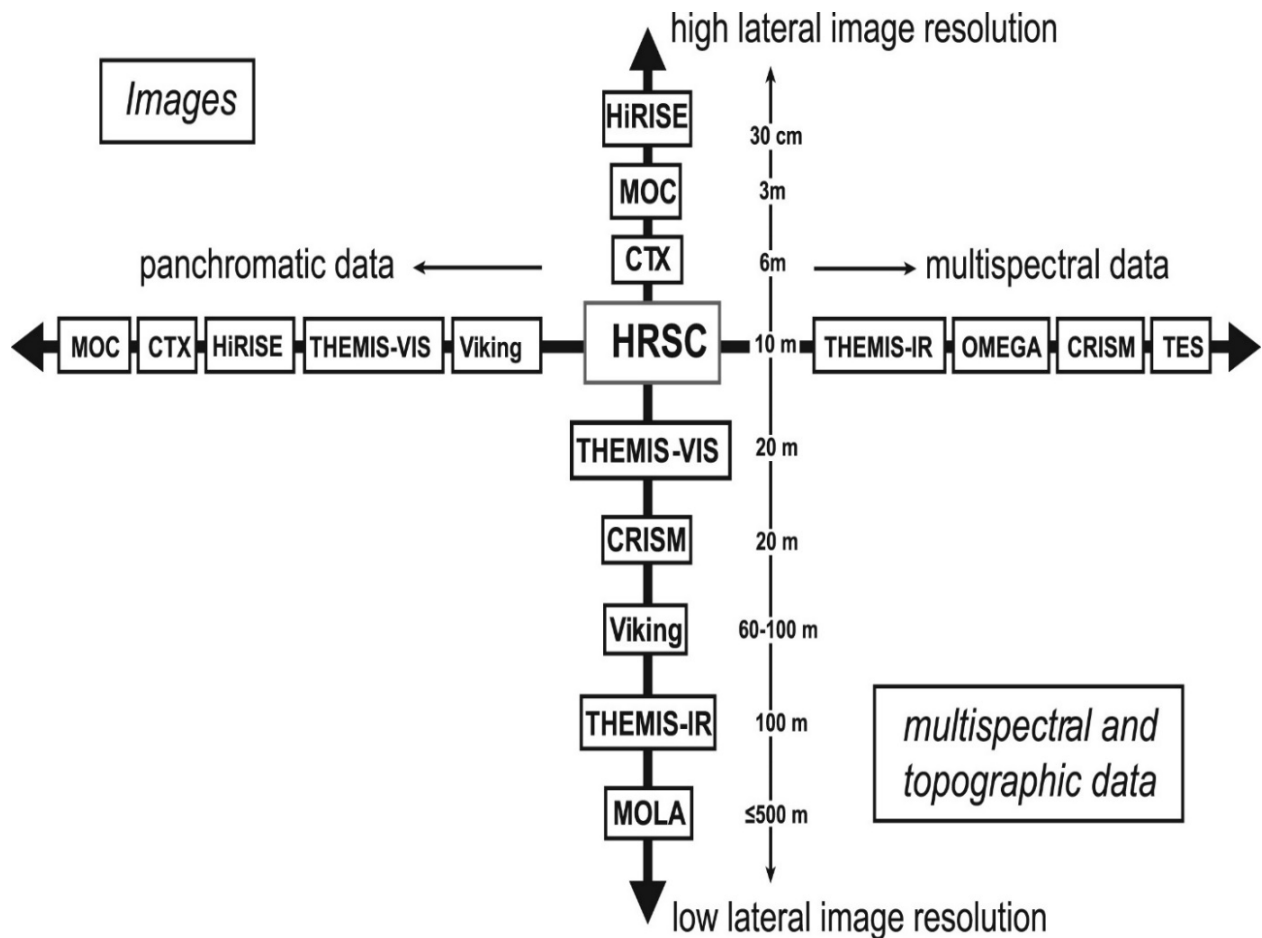 high lateral image resolution
Images
HiRISE
30 cm
MOC
3m
CTX
6m
panchromatic data
multispectral data
MOC
CTX
HiRISE
THEMIS-VIS
Viking
HRSC
10 m
THEMIS-IR
OMEGA
CRISM
TES
THEMIS-VIS
20 m
CRISM
20 m
Viking
60-100 m
THEMIS-IR
100 m
multispectral and
topographic data
MOLA
≤500 m
low lateral image resolution